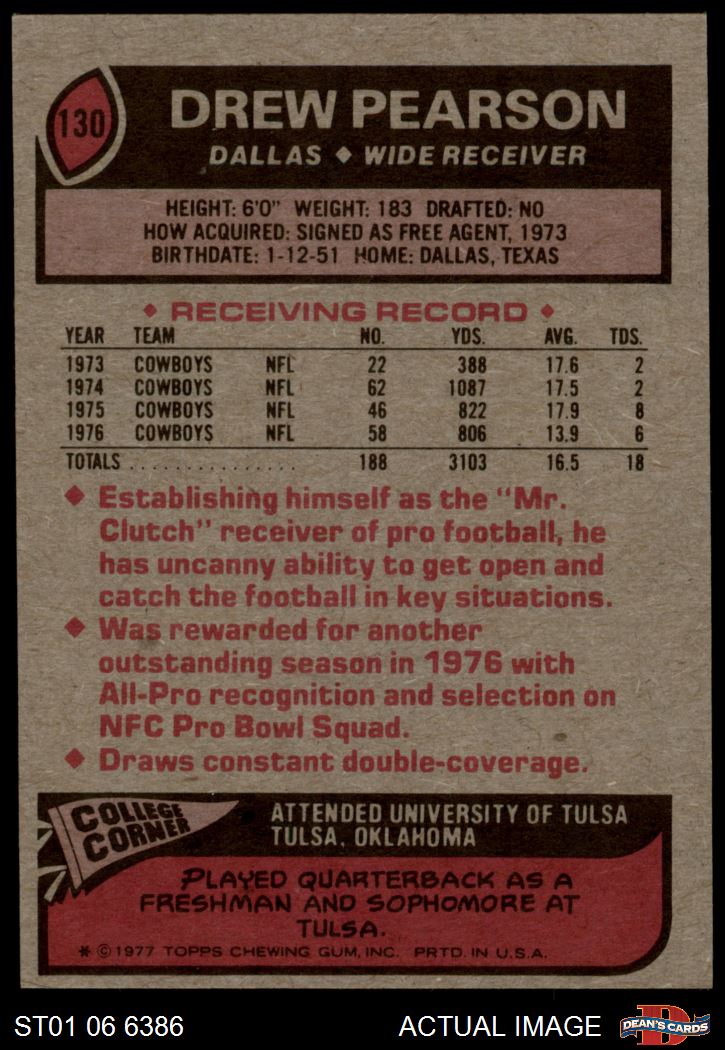 130
DREW PEARSON
DALLAS ♦ WIDE RECEIVER
HEIGHT: 6'0" WEIGHT: 183 DRAFTED: NO
HOW ACQUIRED: SIGNED AS FREE AGENT, 1973
BIRTHDATE: 1-12-51 HOME: DALLAS, TEXAS
♦ RECEIVING RECORD ♦
YEAR TEAM NO. YDS. AVG. TDS.
1973 COWBOYS NFL 22 388 17.6 2
1974 COWBOYS NFL 62 1087 17.5 2
1975 COWBOYS NFL 46 822 17.9 8
1976 COWBOYS NFL 58 806 13.9 6
TOTALS . . . . . . . . . . . . . . . 188 3103 16.5 18
♦ Establishing himself as the "Mr.
Clutch" receiver of pro football, he
has uncanny ability to get open and
catch the football in key situations.
♦ Was rewarded for another
outstanding season in 1976 with
All-Pro recognition and selection on
NFC Pro Bowl Squad.
♦ Draws constant double-coverage.
COLLEGE
CORNER
ATTENDED UNIVERSITY OF TULSA
TULSA, OKLAHOMA
PLAYED QUARTERBACK AS A
FRESHMAN AND SOPHOMORE AT
TULSA.
* © 1977 TOPPS CHEWING GUM, INC. PRTD. IN U.S.A.
ST01 06 6386 ACTUAL IMAGE
D
DEAN'S CARDS